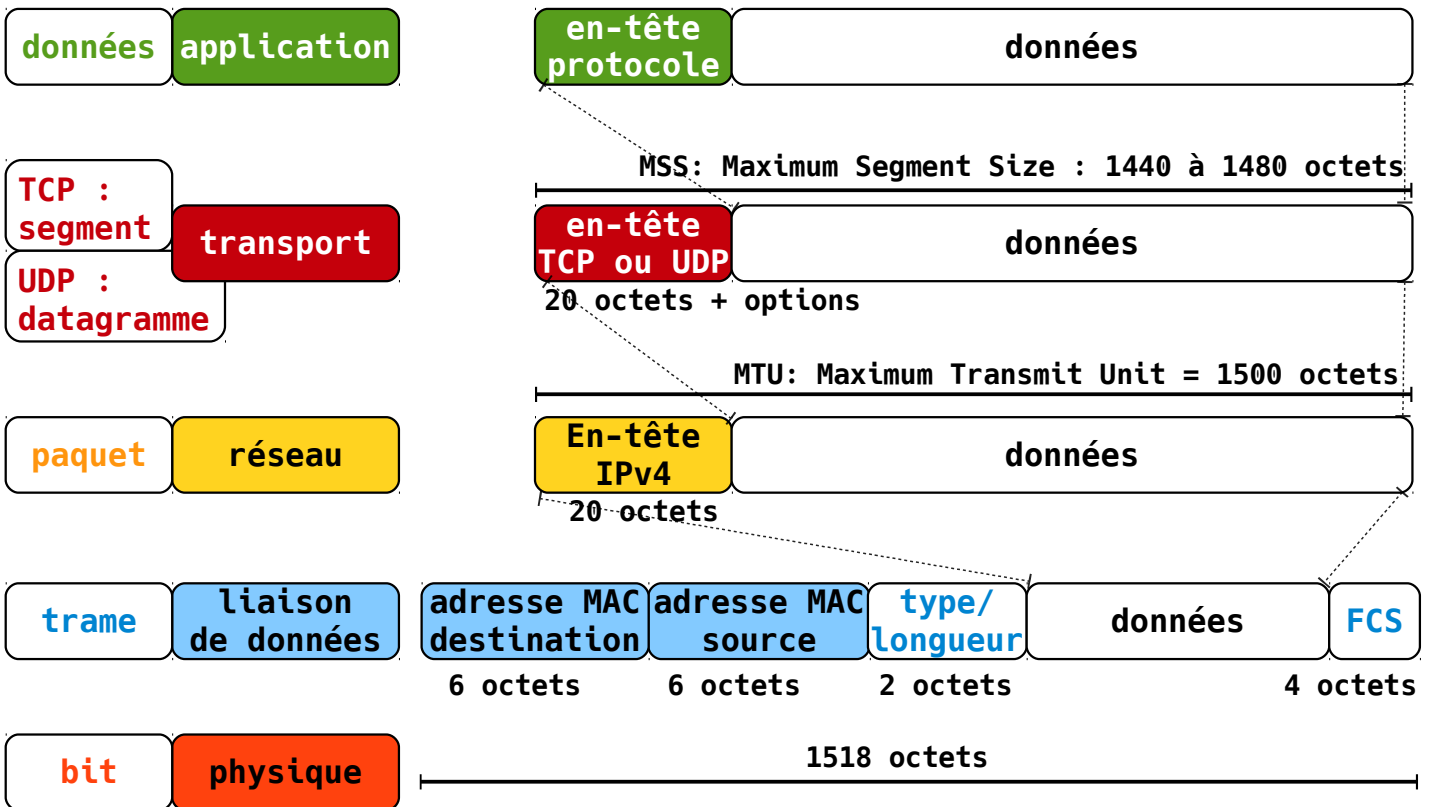 données
application
en-tête
protocole
données
MSS: Maximum Segment Size : 1440 à 1480 octets
TCP :
segment
UDP :
datagramme
transport
en-tête
TCP ou UDP
données
20 octets + options
MTU: Maximum Transmit Unit = 1500 octets
paquet
réseau
En-tête
IPv4
données
20 octets
trame
liaison
de données
adresse MAC
destination
adresse MAC
source
type/
longueur
données
FCS
6 octets
6 octets
2 octets
4 octets
bit
physique
1518 octets